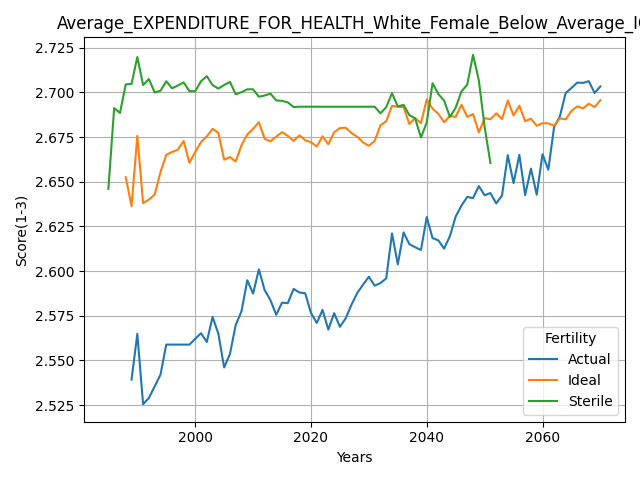 Average_EXPENDITURE_FOR_HEALTH_White_Female_Below_Average_IQ
2.725
2.700
2.675
2.650
2.625
2.600
2.575
2.550
2.525
Score(1-3)
2000
2020
2040
2060
Years
Fertility
Actual
Ideal
Sterile